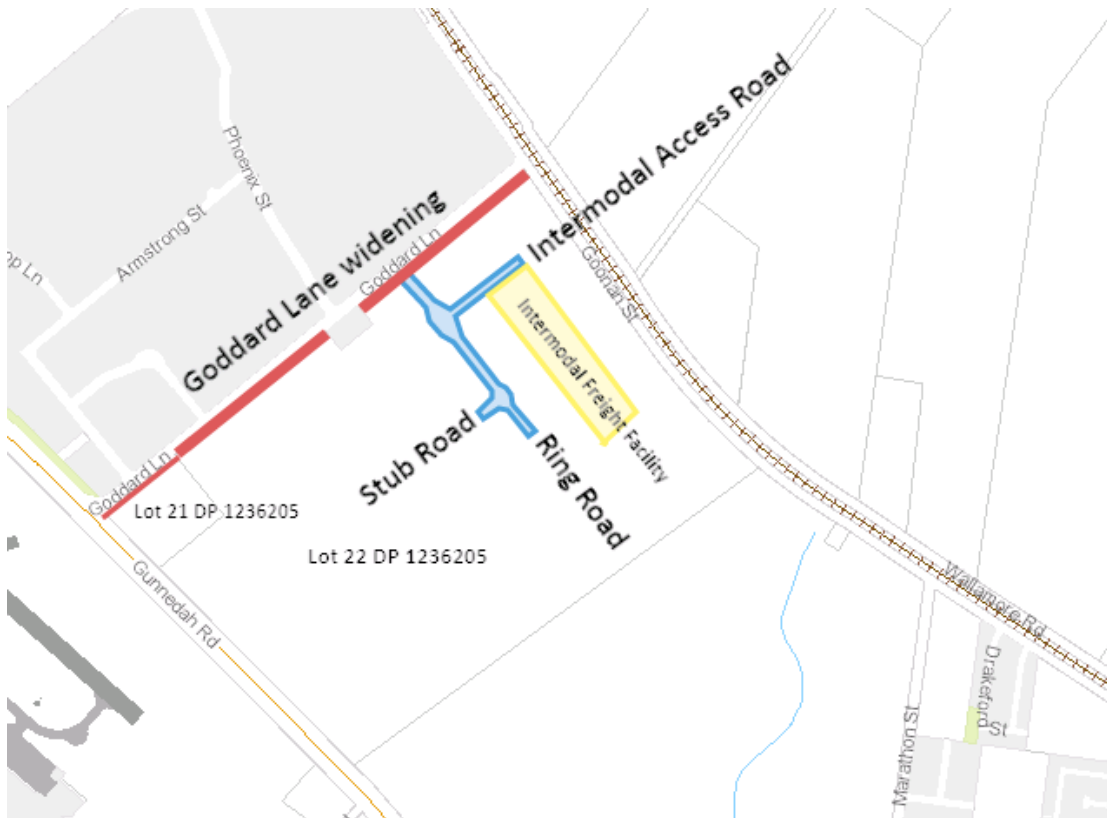 Intermodal Access Road
Phoenix St
Armstrong St
Goddard Lane widening
Goddard Ln
op Ln
Goonan St
Intermodal Freight Facility
Stub Road
Ring Road
Goddard Ln
Lot 21 DP 1236205
Lot 22 DP 1236205
Gunnedah Rd
Wallamore Rd
Drakeford
St
Marathon St